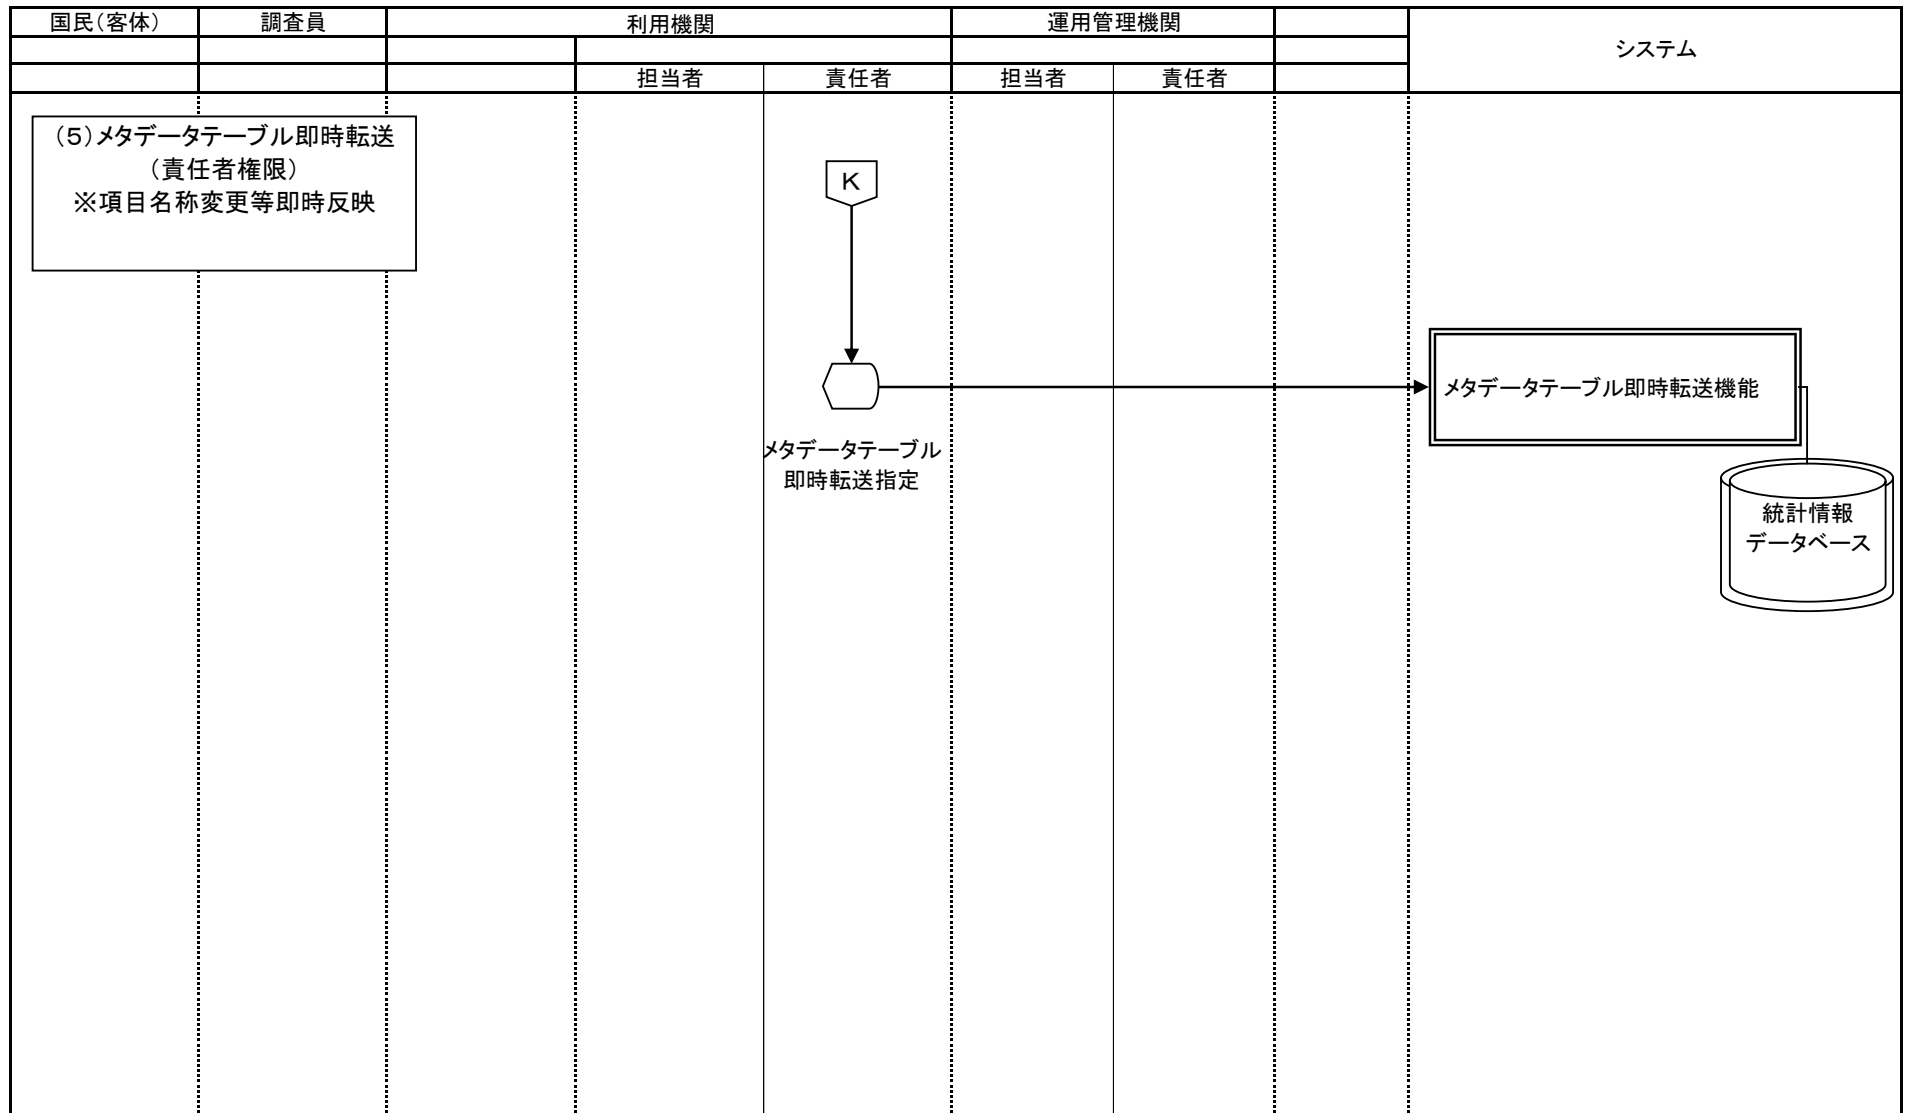 国民（客体）
調査員
利用機関
運用管理機関
システム
担当者
責任者
担当者
責任者
（５）メタデータテーブル即時転送
（責任者権限）
※項目名称変更等即時反映
K
メタデータテーブル即時転送機能
メタデータテーブル
即時転送指定
統計情報
データベース